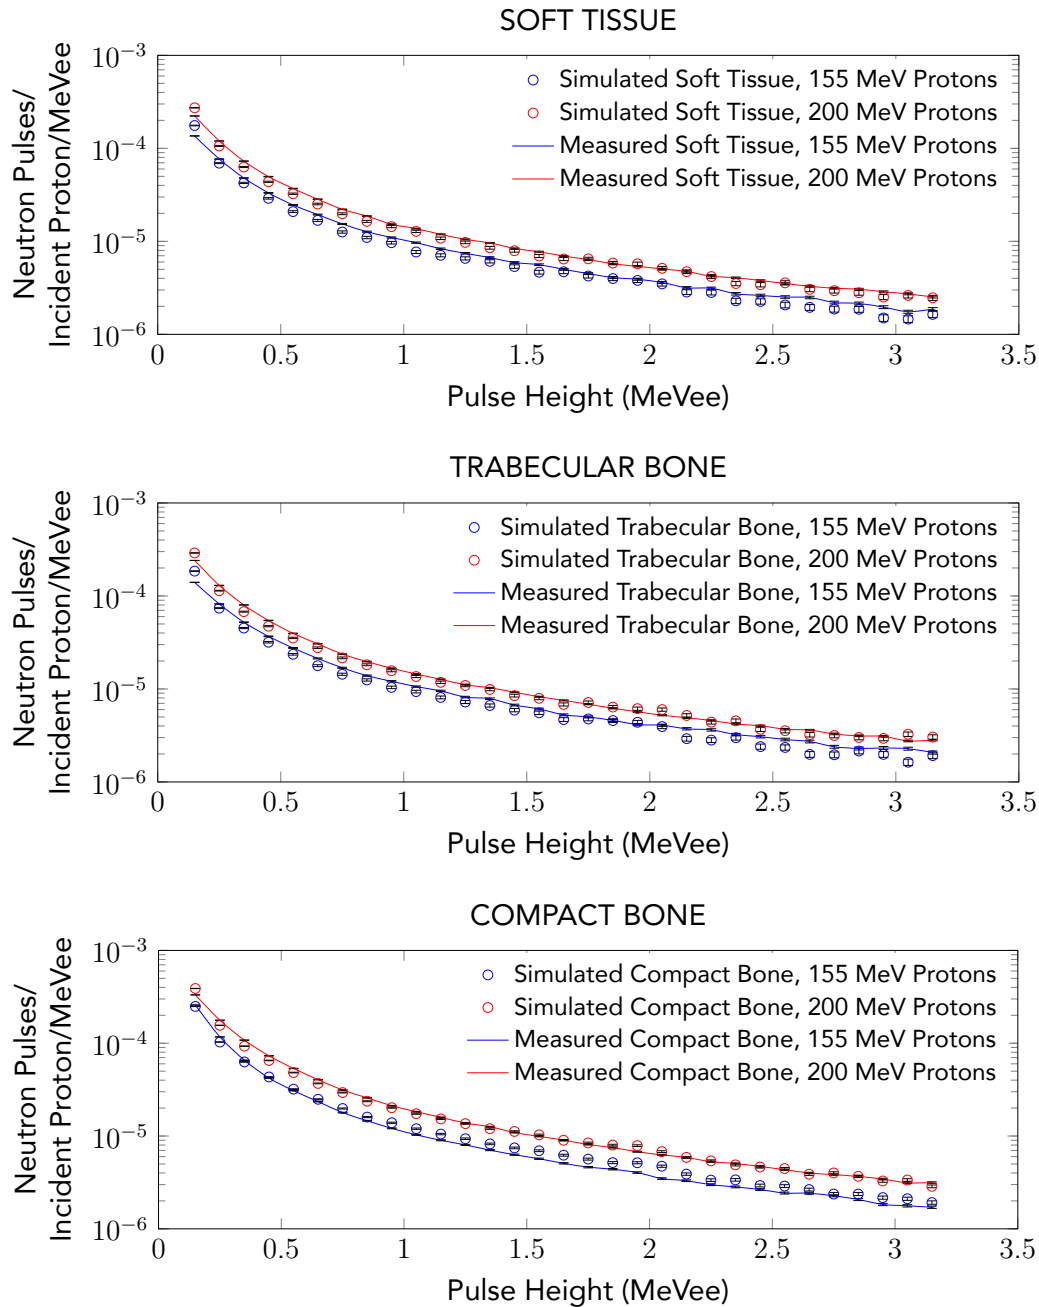 SOFT TISSUE
Neutron Pulses/
Incident Proton/MeVee
10⁻³
10⁻⁴
10⁻⁵
10⁻⁶
Simulated Soft Tissue, 155 MeV Protons
Simulated Soft Tissue, 200 MeV Protons
Measured Soft Tissue, 155 MeV Protons
Measured Soft Tissue, 200 MeV Protons
0 0.5 1 1.5 2 2.5 3 3.5
Pulse Height (MeVee)
TRABECULAR BONE
Neutron Pulses/
Incident Proton/MeVee
10⁻³
10⁻⁴
10⁻⁵
10⁻⁶
Simulated Trabecular Bone, 155 MeV Protons
Simulated Trabecular Bone, 200 MeV Protons
Measured Trabecular Bone, 155 MeV Protons
Measured Trabecular Bone, 200 MeV Protons
0 0.5 1 1.5 2 2.5 3 3.5
Pulse Height (MeVee)
COMPACT BONE
Neutron Pulses/
Incident Proton/MeVee
10⁻³
10⁻⁴
10⁻⁵
10⁻⁶
Simulated Compact Bone, 155 MeV Protons
Simulated Compact Bone, 200 MeV Protons
Measured Compact Bone, 155 MeV Protons
Measured Compact Bone, 200 MeV Protons
0 0.5 1 1.5 2 2.5 3 3.5
Pulse Height (MeVee)